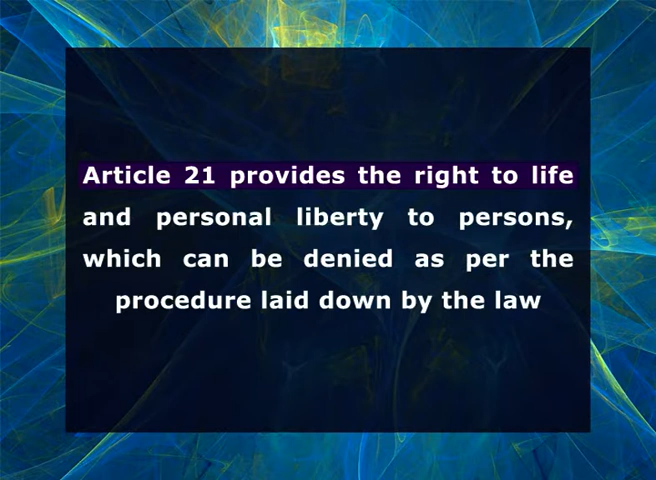 Article 21 provides the right to life
and personal liberty to persons,
which can be denied as per the
procedure laid down by the law